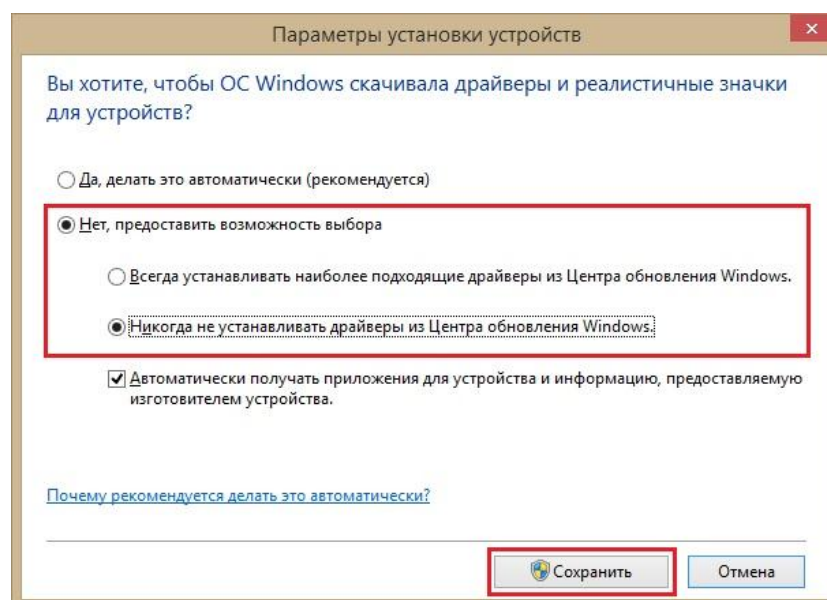 Параметры установки устройств
Вы хотите, чтобы ОС Windows скачивала драйверы и реалистичные значки
для устройств?
Да, делать это автоматически (рекомендуется)
Нет, предоставить возможность выбора
Всегда устанавливать наиболее подходящие драйверы из Центра обновления Windows.
Никогда не устанавливать драйверы из Центра обновления Windows.
Автоматически получать приложения для устройства и информацию, предоставляемую
изготовителем устройства.
Почему рекомендуется делать это автоматически?
Сохранить
Отмена